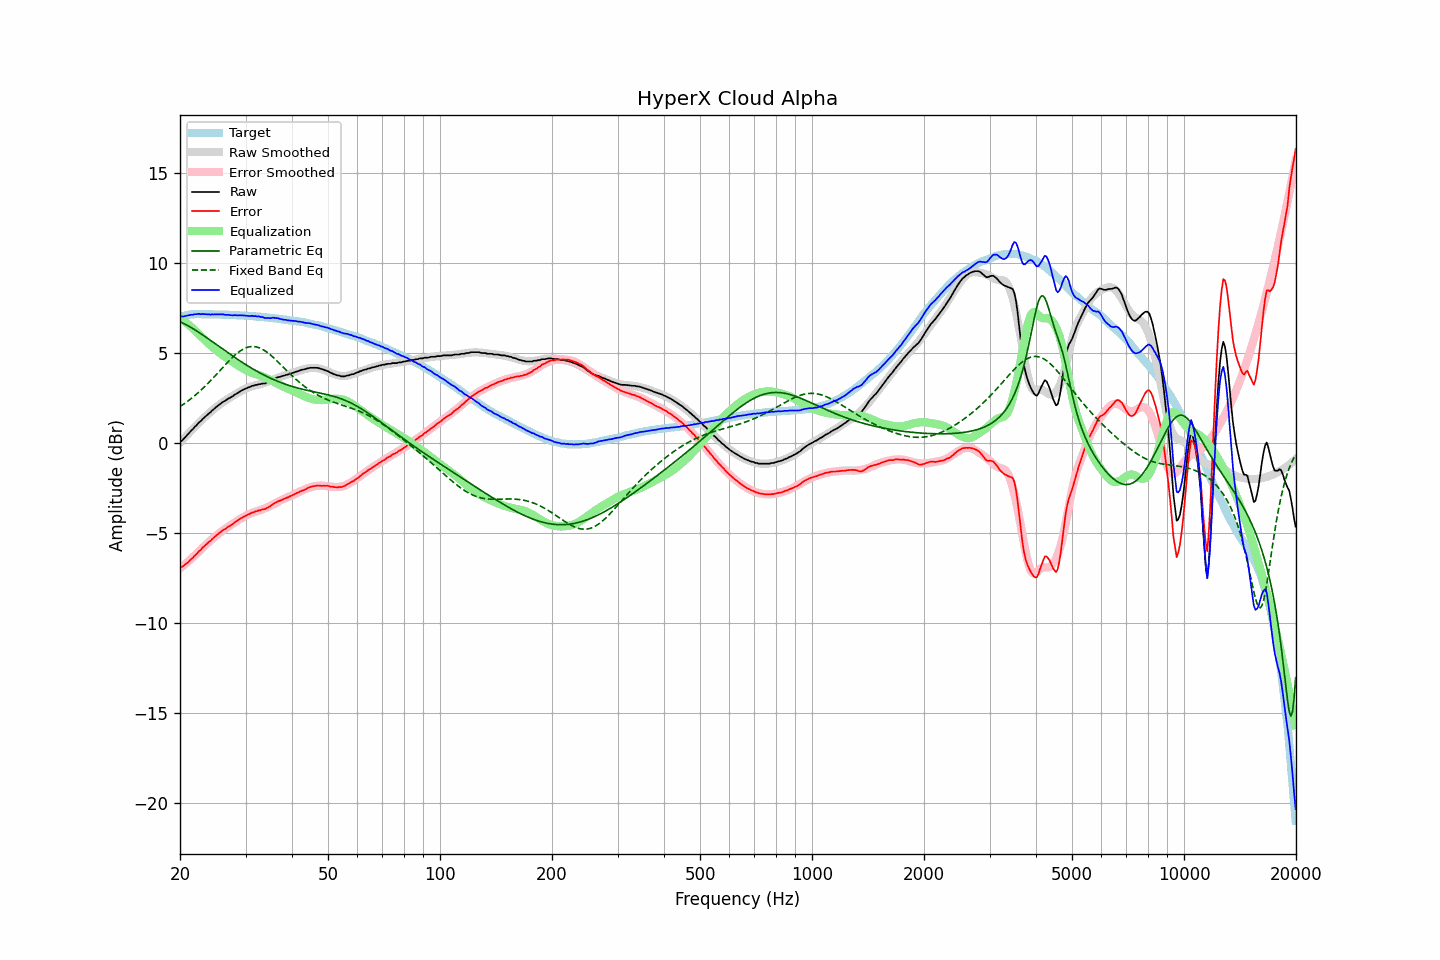 HyperX Cloud Alpha
Target
Raw Smoothed
Error Smoothed
Raw
Error
Equalization
Parametric Eq
Fixed Band Eq
Equalized
15
10
5
0
−5
−10
−15
−20
Amplitude (dBr)
20 50 100 200 500 1000 2000 5000 10000 20000
Frequency (Hz)